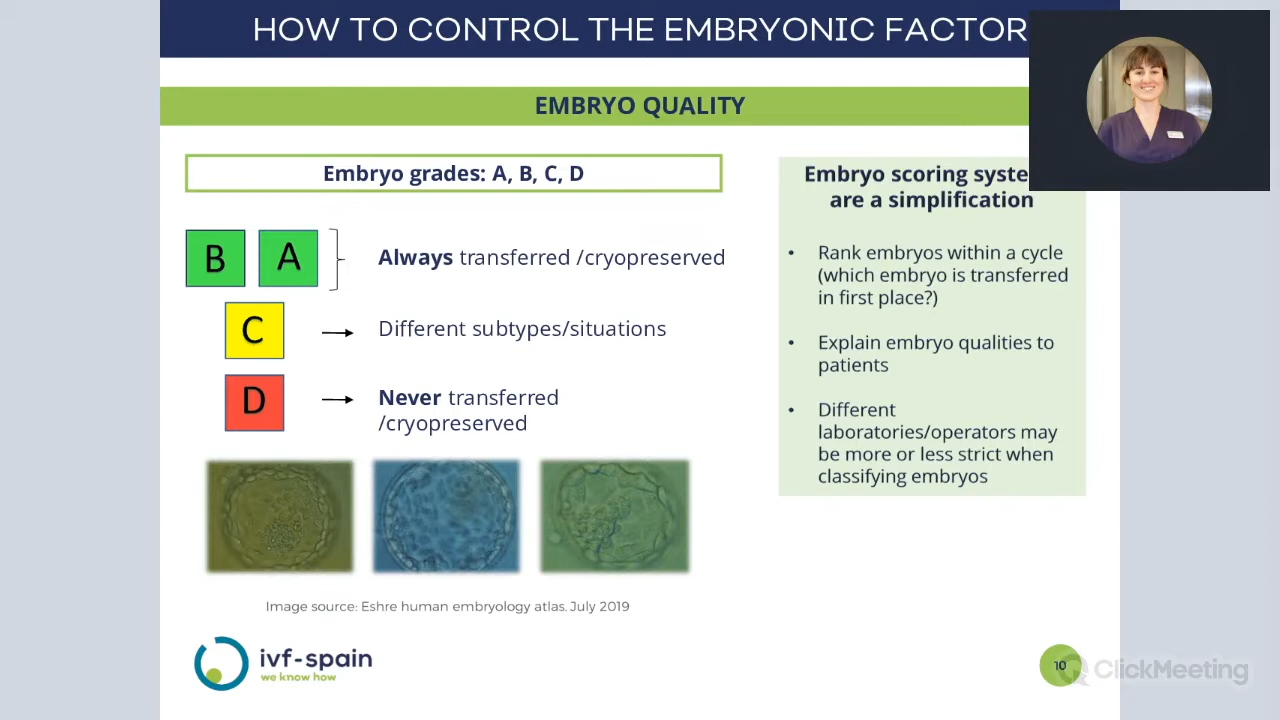 HOW TO CONTROL THE EMBRYONIC FACTOR
EMBRYO QUALITY
Embryo grades: A, B, C, D
B A
Always transferred /cryopreserved
C
Different subtypes/situations
D
Never transferred
/cryopreserved
Image source: Eshre human embryology atlas. July 2019
Embryo scoring
are a simplification
• Rank embryos within a cycle
(which embryo is transferred
in first place?)
• Explain embryo qualities to
patients
• Different
laboratories/operators may
be more or less strict when
classifying embryos
ivf-spain
we know how
10
ClickMeeting